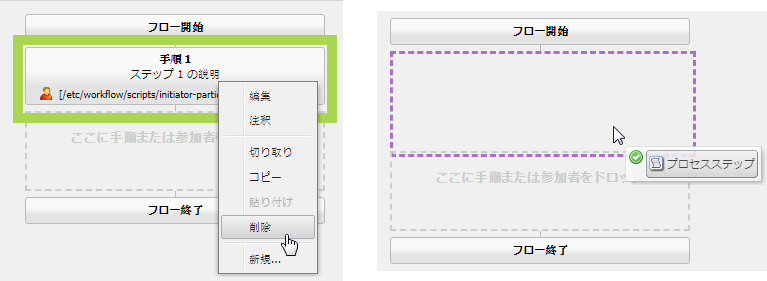 フロー開始
手順 1
ステップ 1 の説明
[/etc/workflow/scripts/initiator-partic
ここに手順または参加者を
フロー終了
編集
注釈
切り取り
コピー
貼り付け
削除
新規...
フロー開始
プロセスステップ
ここに手順または参加者をドロッ
フロー終了